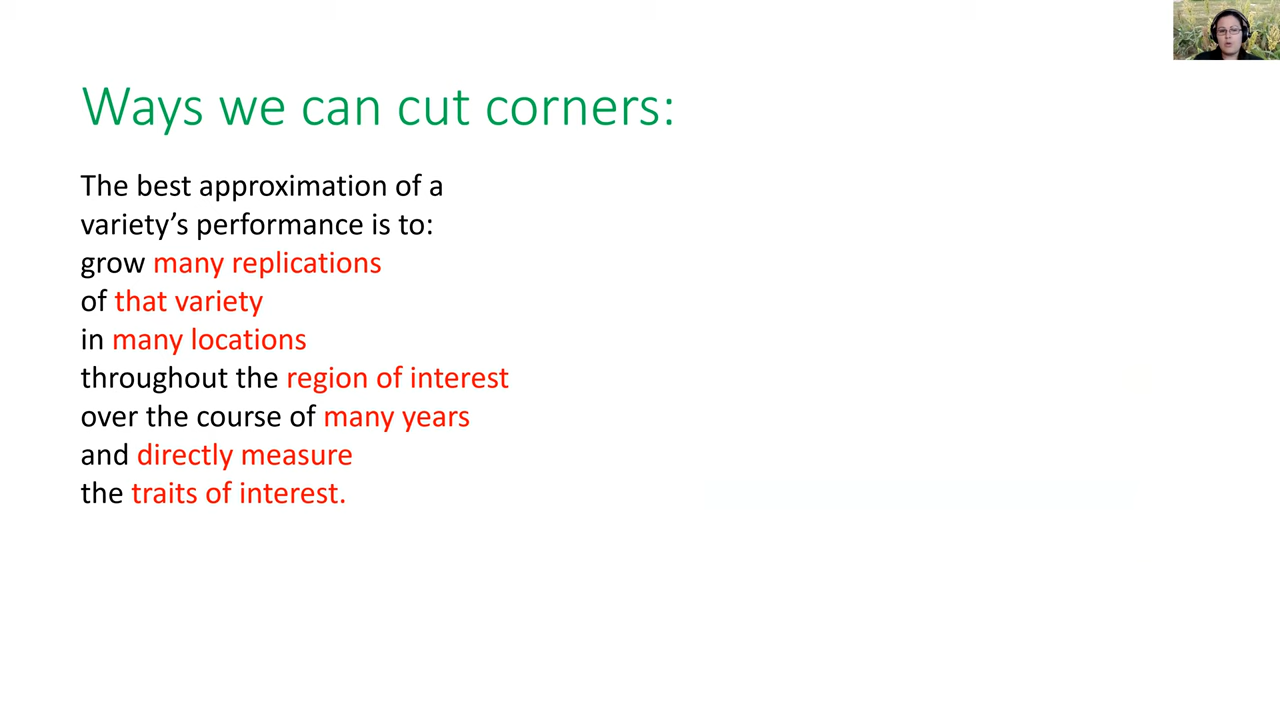 Ways we can cut corners:
The best approximation of a
variety’s performance is to:
grow many replications
of that variety
in many locations
throughout the region of interest
over the course of many years
and directly measure
the traits of interest.